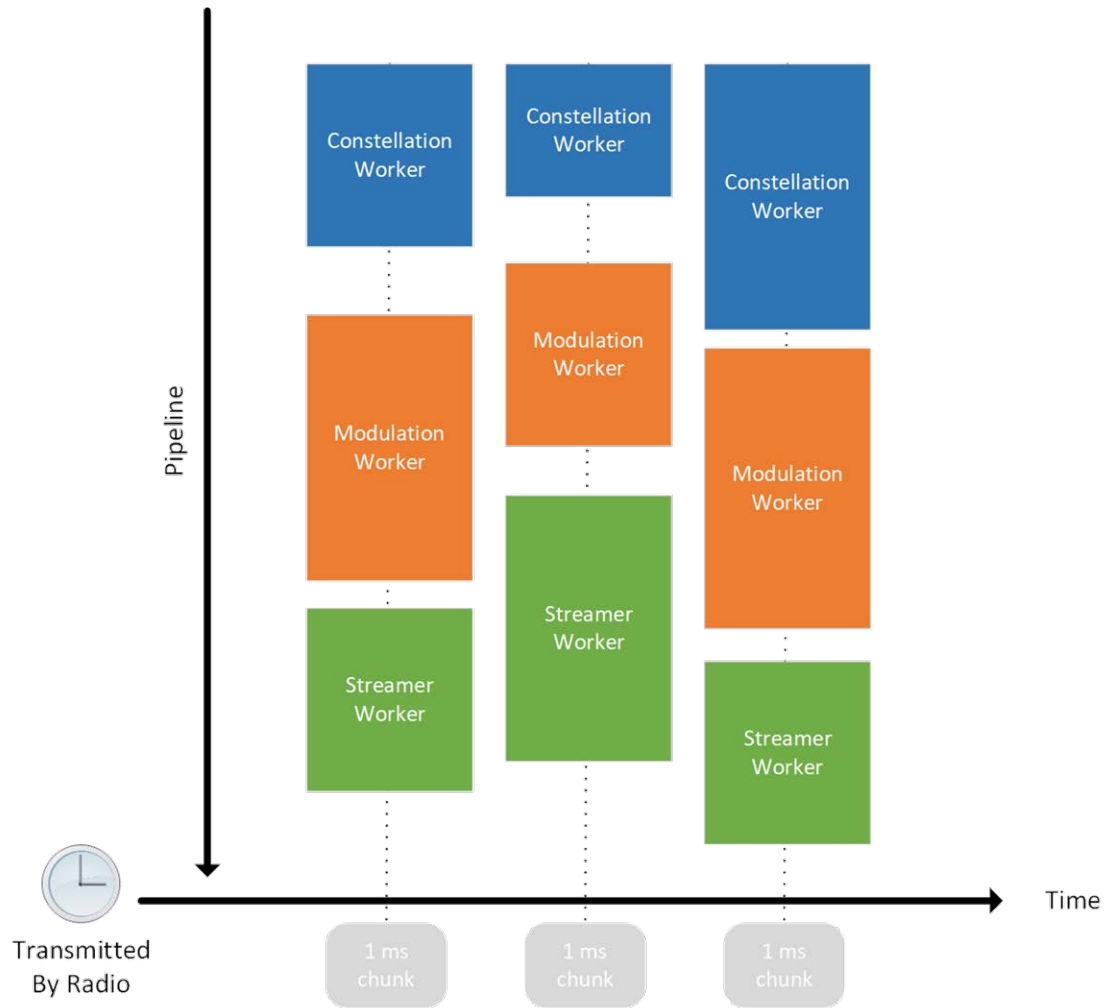 Constellation
Worker
Constellation
Worker
Constellation
Worker
Modulation
Worker
Modulation
Worker
Modulation
Worker
Streamer
Worker
Streamer
Worker
Streamer
Worker
Pipeline
Time
Transmitted
By Radio
1 ms
chunk
1 ms
chunk
1 ms
chunk